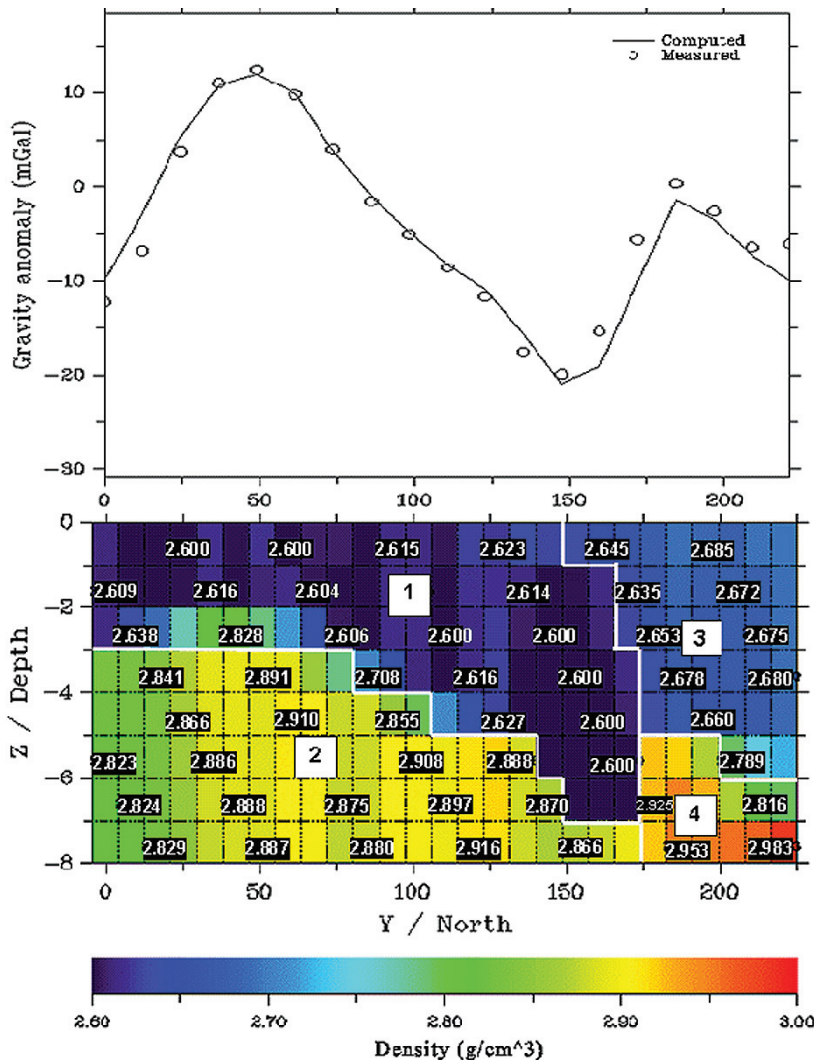 Computed
Measured
Gravity anomaly (mGal)
10
0
−10
−20
−30
0 50 100 150 200
Z / Depth
0
−2
−4
−6
−8
2.600 2.600 2.615 2.623 2.645 2.685
2.609 2.616 2.604 1 2.614 2.635 2.672
2.638 2.828 2.606 2.600 2.600 2.653 3 2.675
2.841 2.891 2.708 2.616 2.600 2.678 2.680
2.866 2.910 2.855 2.627 2.600 2.660
2.823 2.886 2 2.908 2.888 2.600 2.789
2.824 2.888 2.875 2.897 2.870 2.925 4 2.816
2.829 2.887 2.880 2.916 2.866 2.953 2.983
0 50 100 150 200
Y / North
2.60 2.70 2.80 2.90 3.00
Density (g/cm^3)